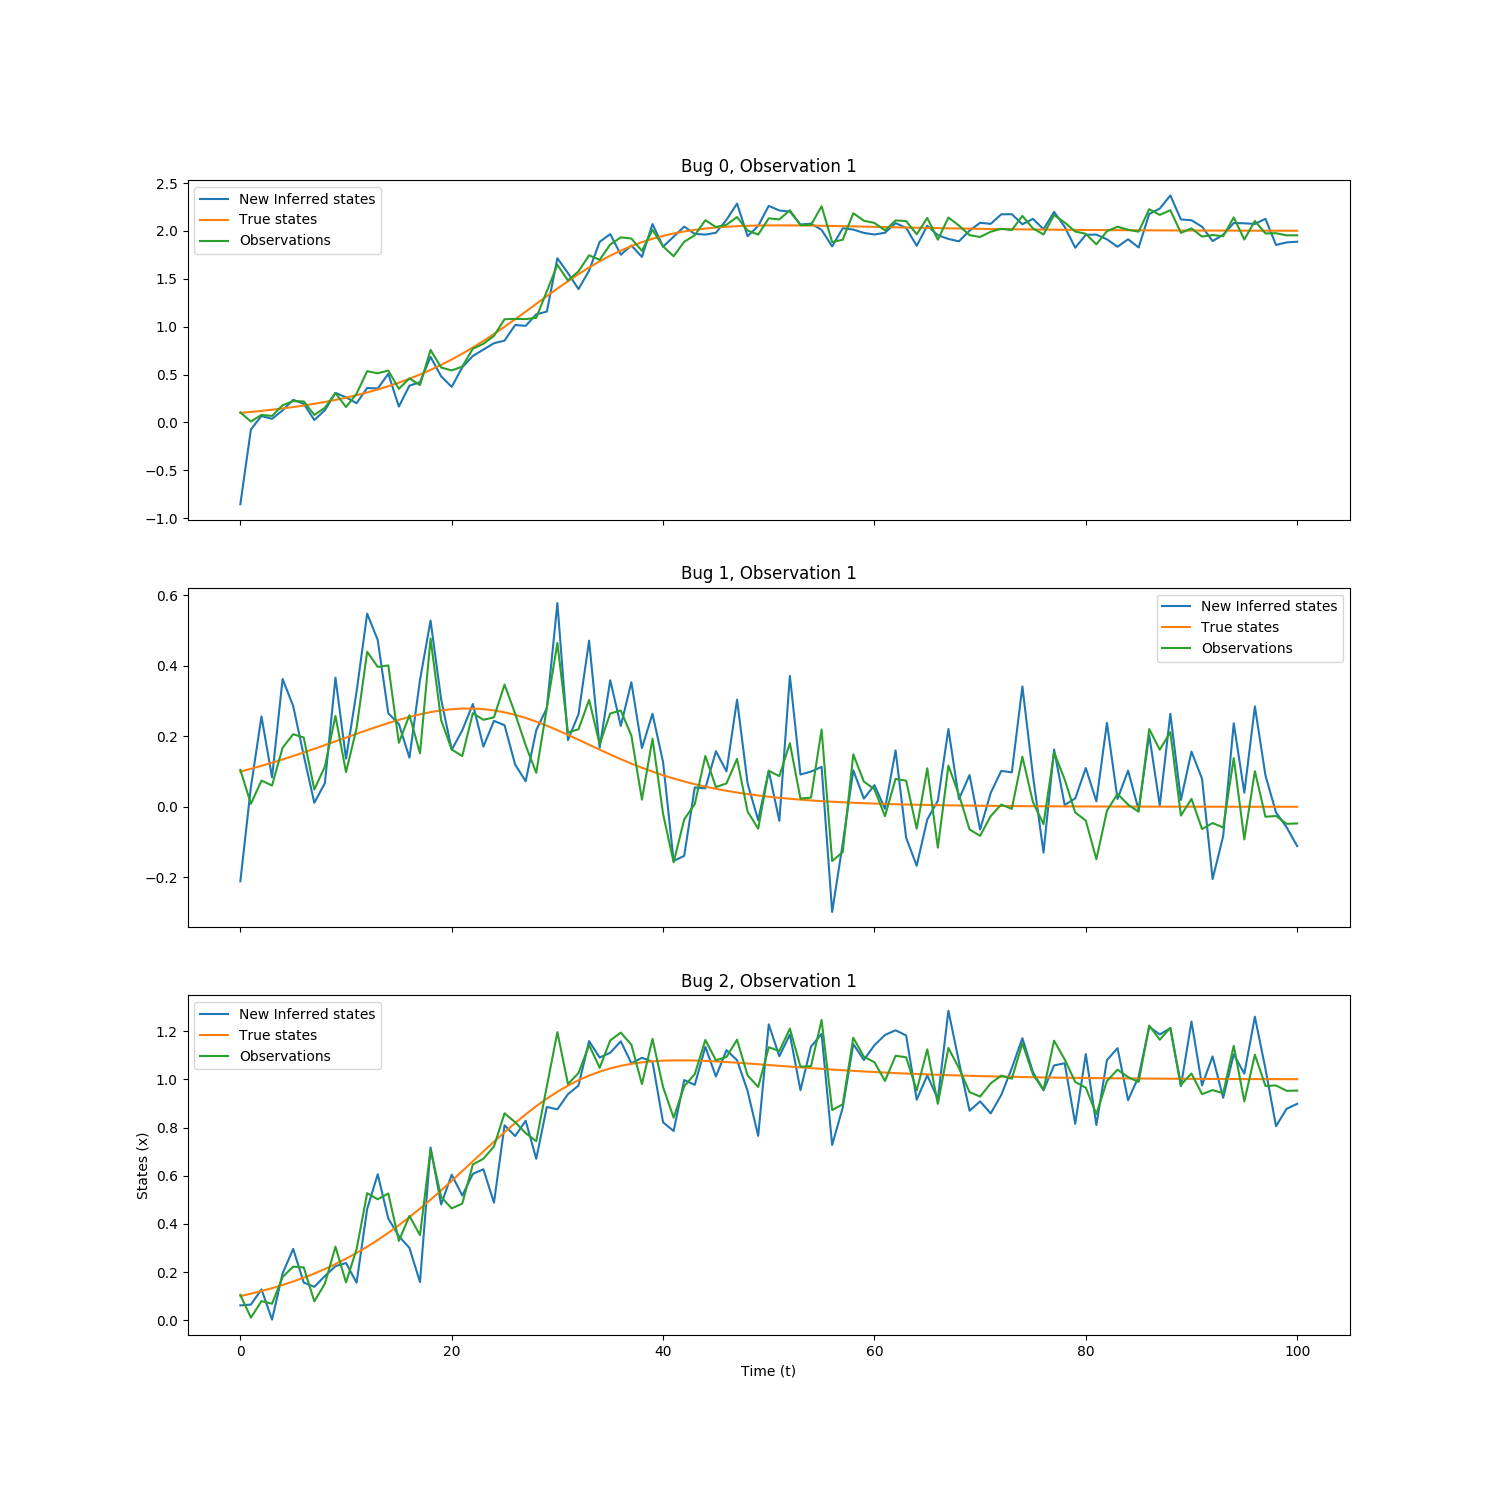 Bug 0, Observation 1
2.5
2.0
1.5
1.0
0.5
0.0
−0.5
−1.0
New Inferred states
True states
Observations
Bug 1, Observation 1
0.6
0.4
0.2
0.0
−0.2
New Inferred states
True states
Observations
Bug 2, Observation 1
1.2
1.0
0.8
0.6
0.4
0.2
0.0
States (x)
New Inferred states
True states
Observations
0 20 40 60 80 100
Time (t)